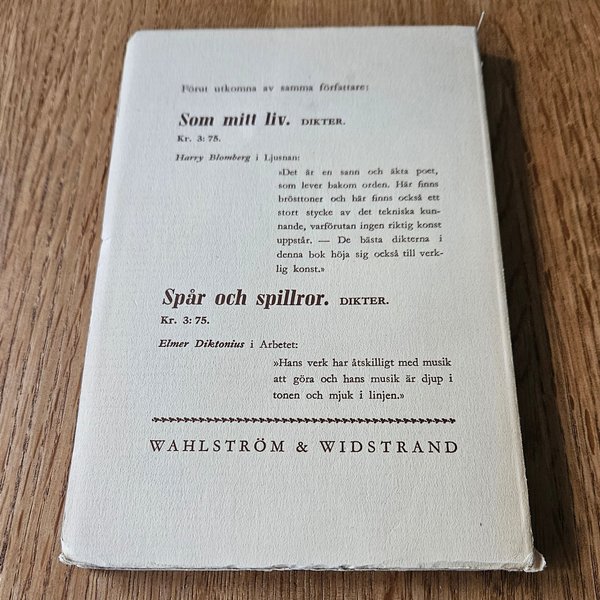 Förut utkomna av samma författare:
Som mitt liv. DIKTER.
Kr. 3: 75.
Harry Blomberg i Ljusnan:
»Det är en sann och äkta poet,
som lever bakom orden. Här finns
brösttoner och här finns också ett
stort stycke av det tekniska kun-
nande, varförutan ingen riktig konst
uppstår. — De bästa dikterna i
denna bok höja sig också till verk-
lig konst.»
Spår och spillror. DIKTER.
Kr. 3: 75.
Elmer Diktonius i Arbetet:
»Hans verk har åtskilligt med musik
att göra och hans musik är djup i
tonen och mjuk i linjen.»
WAHLSTRÖM & WIDSTRAND